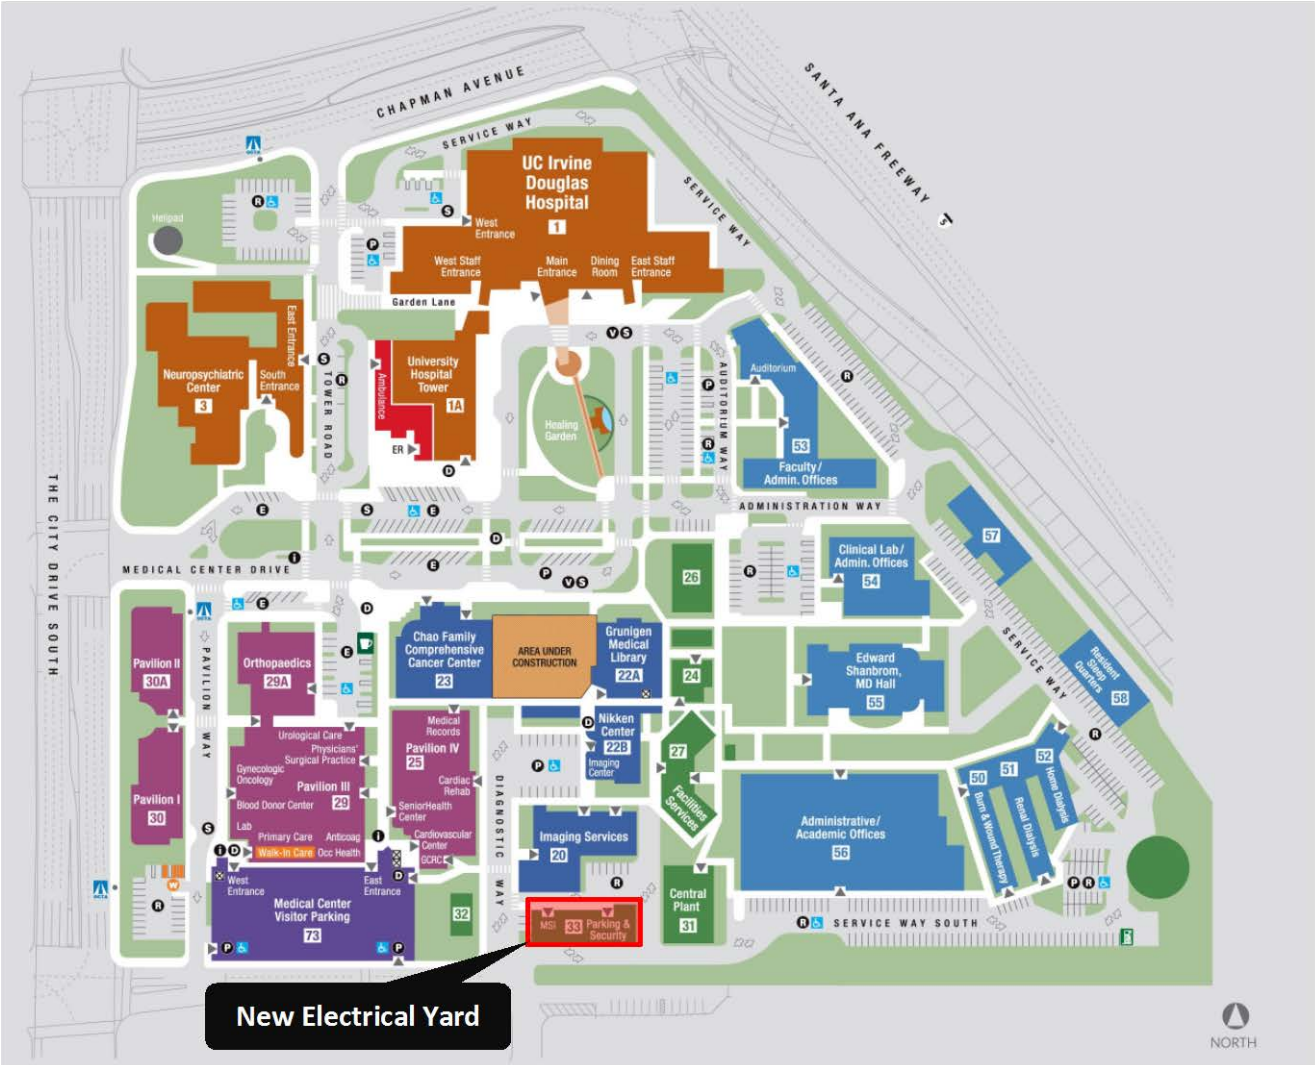 CHAPMAN AVENUE
SANTA ANA FREEWAY
5
SERVICE WAY
SERVICE WAY
OCTA
Helipad
R
S
P
UC Irvine
Douglas
Hospital
1
West
Entrance
West Staff
Entrance
Main
Entrance
Dining
Room
East Staff
Entrance
Garden Lane
East Entrance
Neuropsychiatric
Center
3
South
Entrance
S
R
TOWER ROAD
Ambulance
University
Hospital
Tower
1A
ER
D
V S
Healing
Garden
P
R
AUDITORIUM WAY
Auditorium
R
53
Faculty/
Admin. Offices
THE CITY DRIVE SOUTH
E
S
E
D
E
P
V S
ADMINISTRATION WAY
57
MEDICAL CENTER DRIVE
i
E
D
OCTA
26
R
Clinical Lab/
Admin. Offices
54
SERVICE WAY
Pavilion II
30A
PAVILION WAY
Orthopaedics
29A
E
Chao Family
Comprehensive
Cancer Center
23
AREA UNDER
CONSTRUCTION
Grunigen
Medical
Library
22A
24
Edward
Shanbrom,
MD Hall
55
Resident
Sleep
Quarters
58
R
Urological Care
Physicians'
Surgical Practice
Gynecologic
Oncology
Pavilion III
29
Blood Donor Center
Lab
Primary Care
Anticoag
Walk-In Care
Occ Health
Pavilion I
30
S
i D
i
Medical
Records
Pavilion IV
25
Cardiac
Rehab
SeniorHealth
Center
Cardiovascular
Center
GCRC
D
Nikken
Center
22B
Imaging
Center
P
DIAGNOSTIC WAY
27
Facilities
Services
Imaging Services
20
R
Administrative/
Academic Offices
56
50
51
52
Burn & Wound Therapy
Renal Dialysis
Home Dialysis
P R
OCTA
W
R
West
Entrance
East
Entrance
D
Medical Center
Visitor Parking
73
P
P
32
MSI
33
Parking &
Security
Central
Plant
31
R
SERVICE WAY SOUTH
New Electrical Yard
NORTH